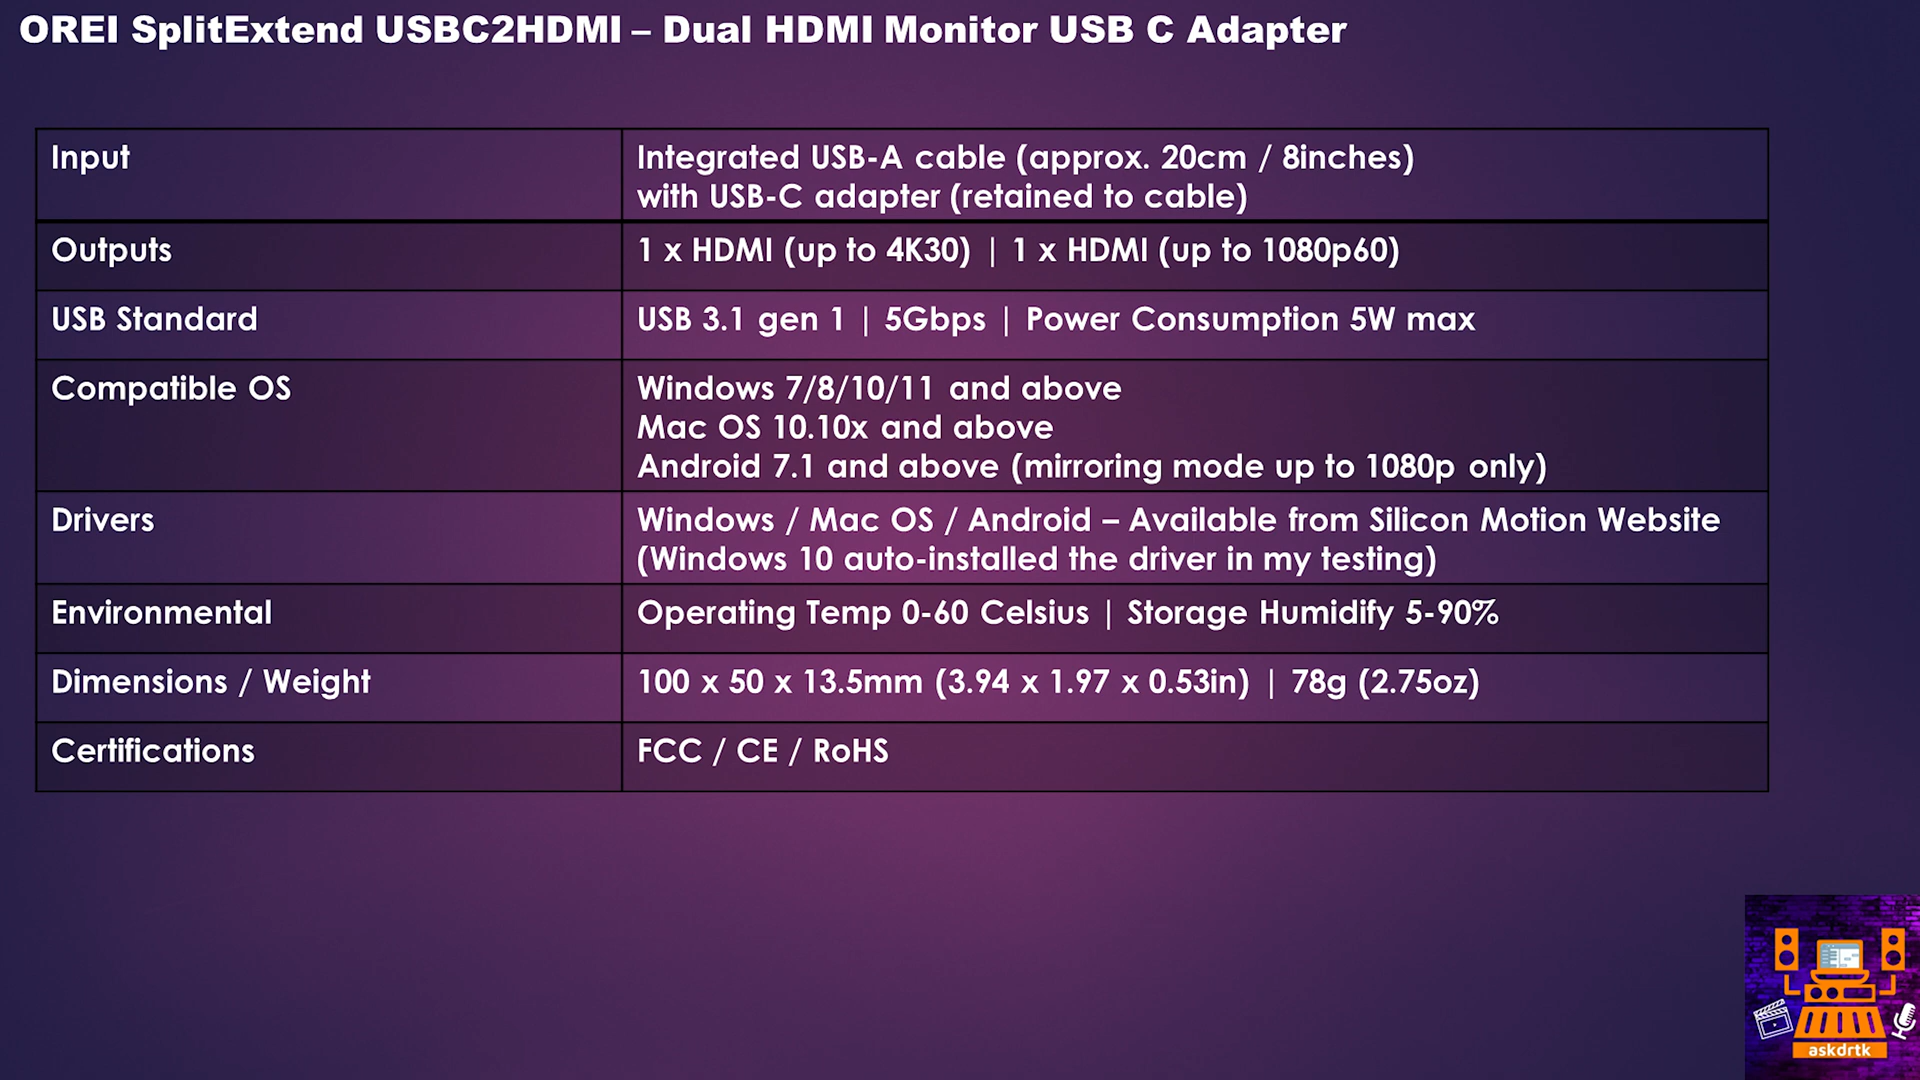 OREI SplitExtend USBC2HDMI – Dual HDMI Monitor USB C Adapter
Input
Integrated USB-A cable (approx. 20cm / 8inches)
with USB-C adapter (retained to cable)
Outputs
1 x HDMI (up to 4K30) | 1 x HDMI (up to 1080p60)
USB Standard
USB 3.1 gen 1 | 5Gbps | Power Consumption 5W max
Compatible OS
Windows 7/8/10/11 and above
Mac OS 10.10x and above
Android 7.1 and above (mirroring mode up to 1080p only)
Drivers
Windows / Mac OS / Android – Available from Silicon Motion Website
(Windows 10 auto-installed the driver in my testing)
Environmental
Operating Temp 0-60 Celsius | Storage Humidify 5-90%
Dimensions / Weight
100 x 50 x 13.5mm (3.94 x 1.97 x 0.53in) | 78g (2.75oz)
Certifications
FCC / CE / RoHS
askdrtk